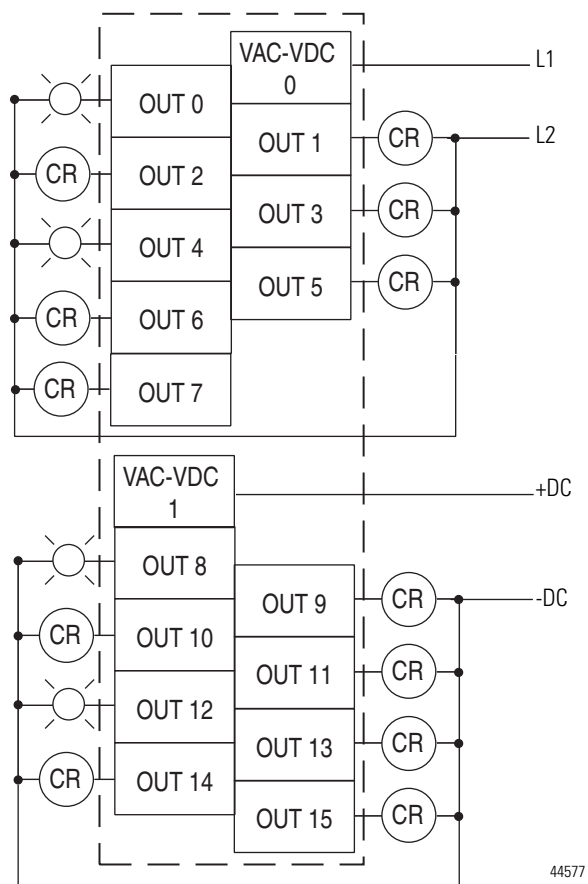 VAC-VDC
0
L1
OUT 0
OUT 1
CR
L2
CR
OUT 2
OUT 3
CR
OUT 4
OUT 5
CR
CR
OUT 6
CR
OUT 7
VAC-VDC
1
+DC
OUT 8
OUT 9
CR
-DC
CR
OUT 10
OUT 11
CR
OUT 12
OUT 13
CR
CR
OUT 14
OUT 15
CR
44577